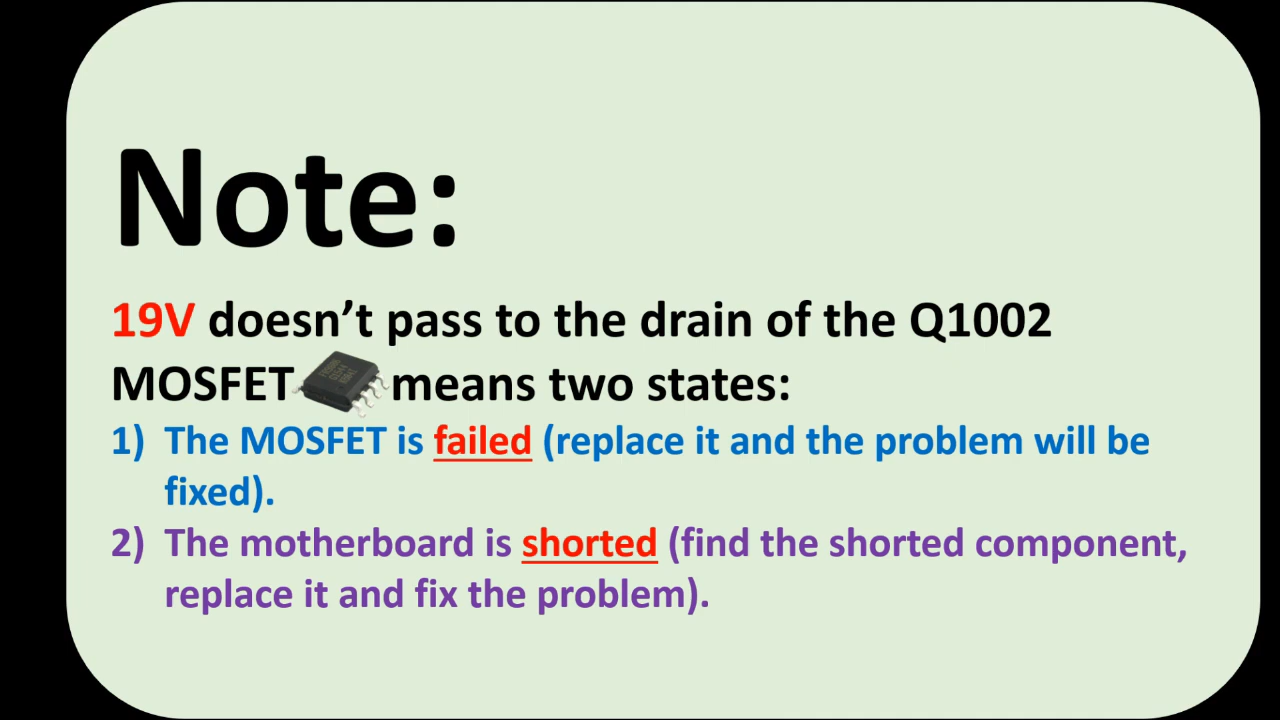 Note:
19V doesn’t pass to the drain of the Q1002
MOSFET means two states:
1) The MOSFET is failed (replace it and the problem will be
fixed).
2) The motherboard is shorted (find the shorted component,
replace it and fix the problem).